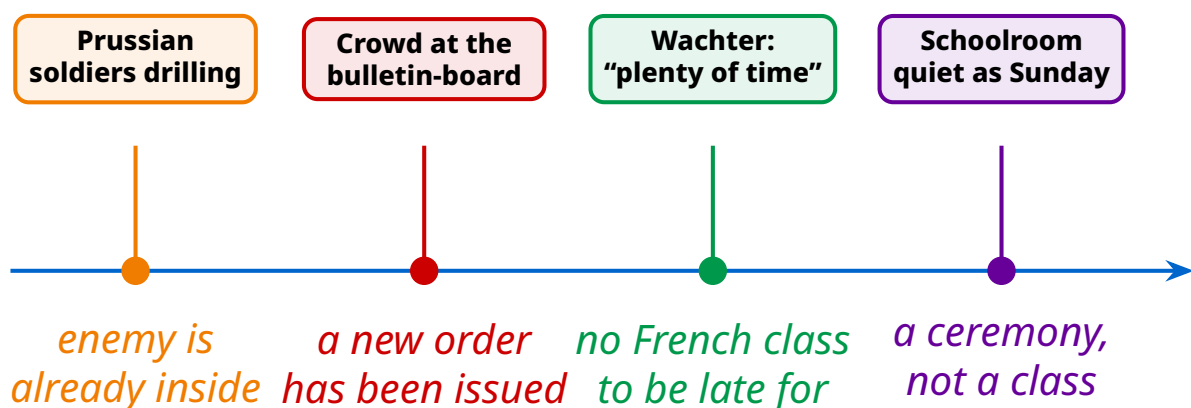 Prussian
soldiers drilling
Crowd at the
bulletin-board
Wachter:
“plenty of time”
Schoolroom
quiet as Sunday
enemy is
already inside
a new order
has been issued
no French class
to be late for
a ceremony,
not a class